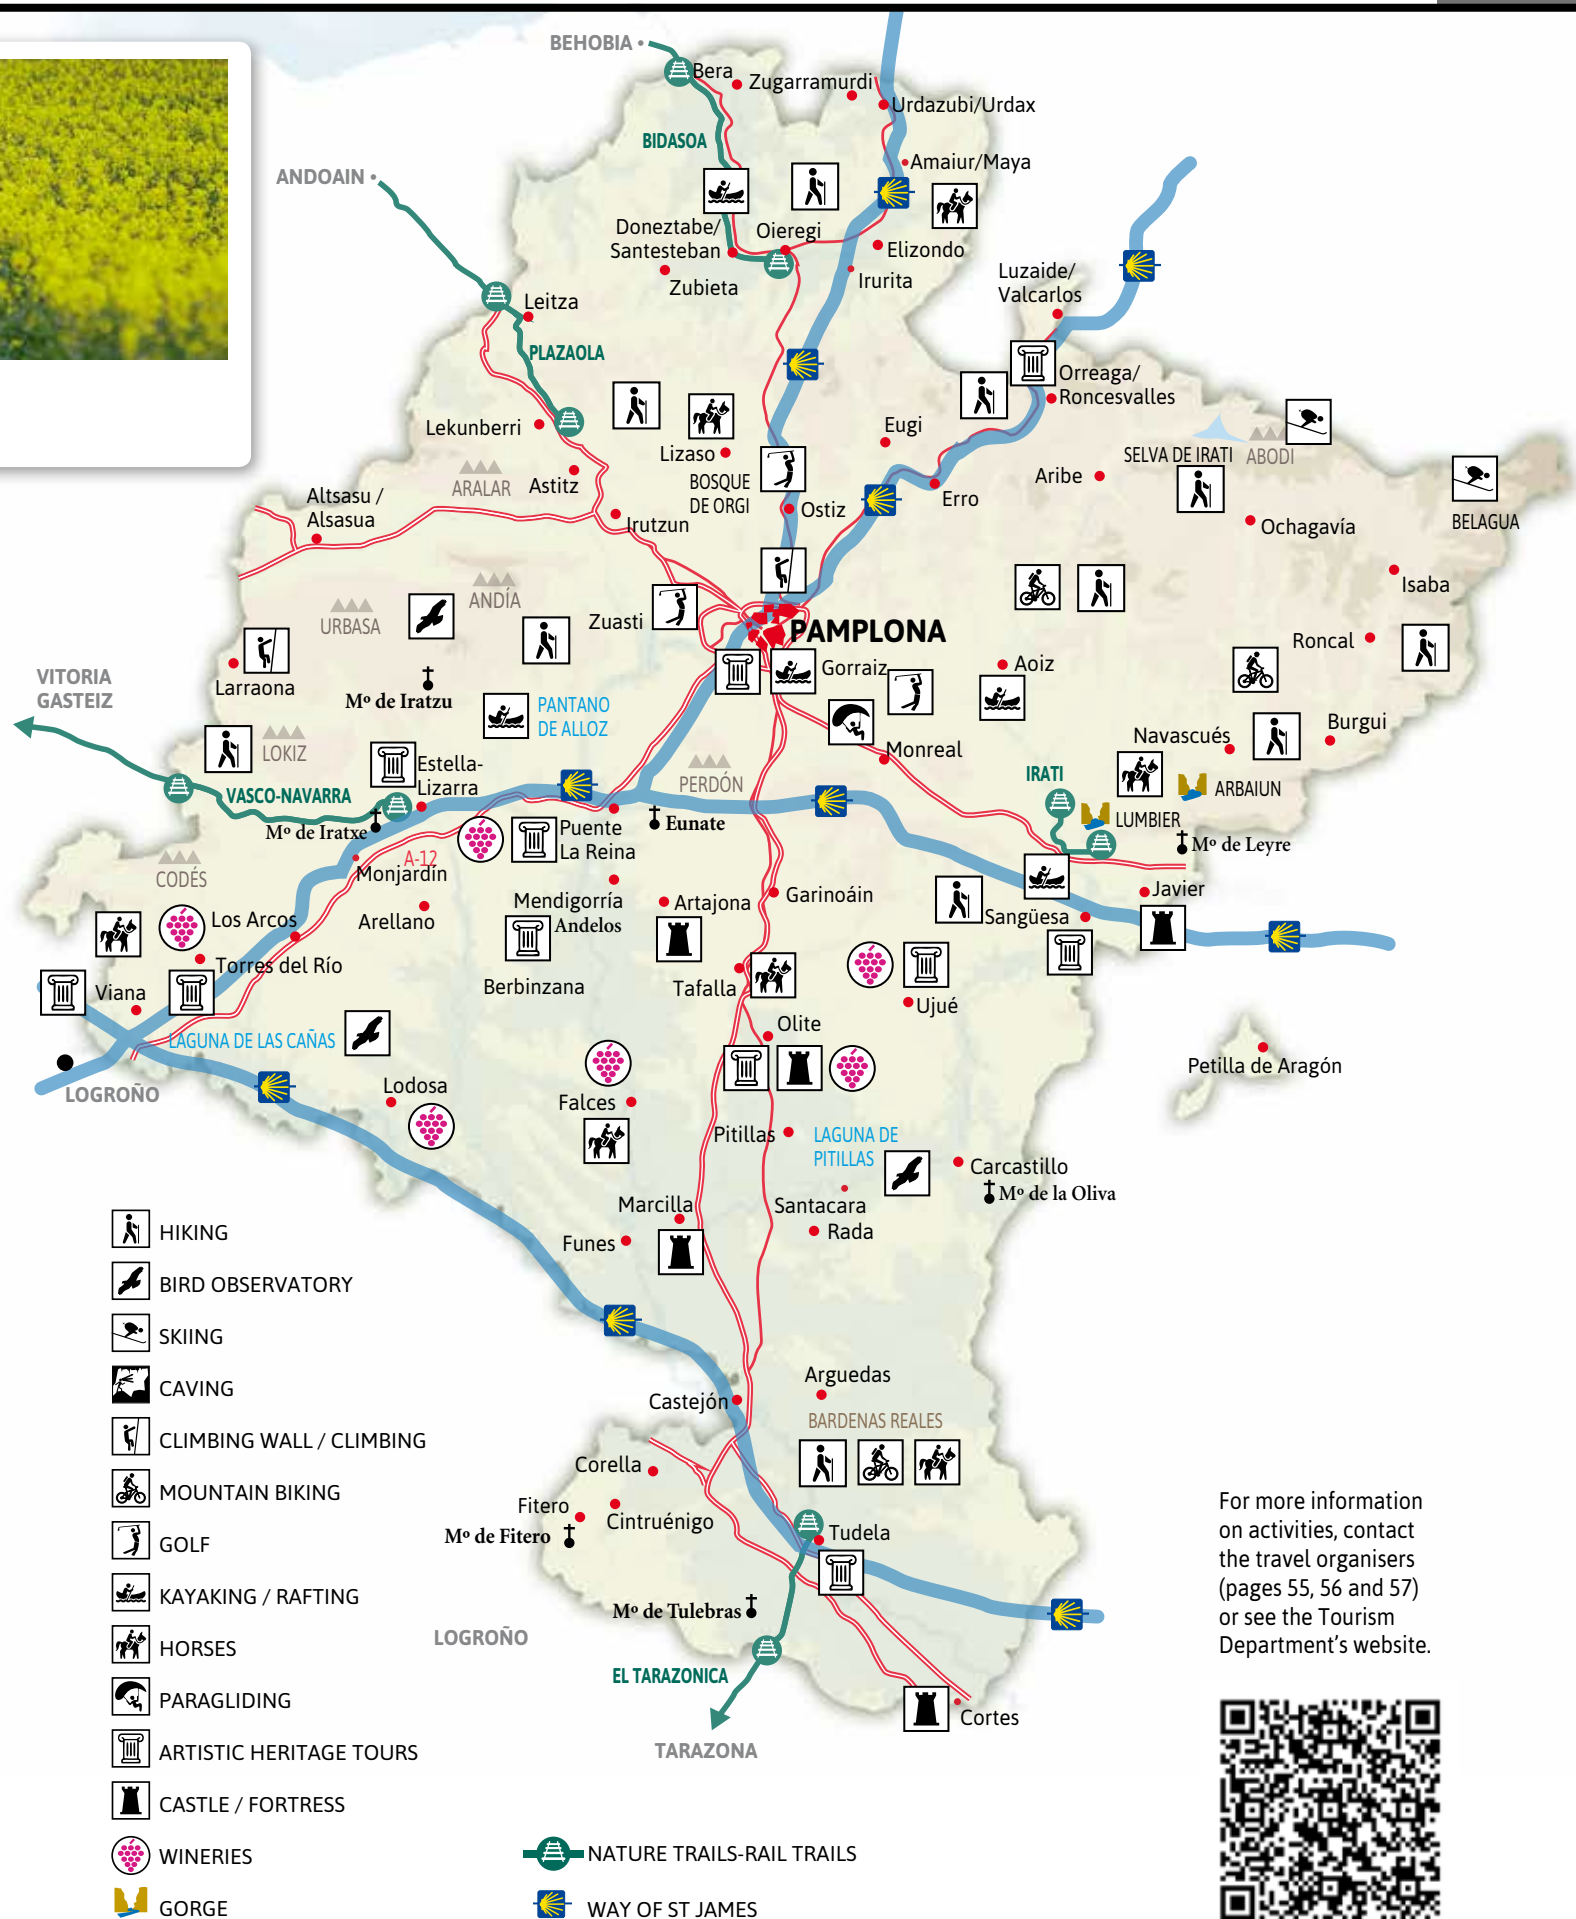 BEHOBIA
Bera
Zugarramurdi
Urdazubi/Urdax
BIDASOA
Amaiur/Maya
ANDOAIN
Doneztabe/
Santesteban
Oieregi
Elizondo
Zubieta
Irurita
Luzaide/
Valcarlos
Leitza
PLAZAOLA
Orreaga/
Roncesvalles
Lekunberri
Eugi
Lizaso
SELVA DE IRATI
ABODI
ARALAR
Astitz
BOSQUE
DE ORGI
Aribe
Altsasu /
Alsasua
Irutzun
Ostiz
Erro
Ochagavía
BELAGUA
ANDÍA
Isaba
URBASA
Zuasti
PAMPLONA
Roncal
Larraona
Gorraiz
Aoiz
VITORIA
GASTEIZ
Mº de Iratzu
PANTANO
DE ALLOZ
Burgui
Navascués
LOKIZ
Estella-
Lizarra
Monreal
PERDÓN
IRATI
ARBAIUN
VASCO-NAVARRA
Mº de Iratxe
Puente
La Reina
Eunate
LUMBIER
Mº de Leyre
A-12
CODÉS
Monjardín
Javier
Mendigorría
Andelos
Artajona
Garinoáin
Los Arcos
Arellano
Sangüesa
Torres del Río
Berbinzana
Tafalla
Viana
Ujué
Olite
LAGUNA DE LAS CAÑAS
Petilla de Aragón
LOGROÑO
Lodosa
Falces
Pitillas
LAGUNA DE
PITILLAS
Carcastillo
Mº de la Oliva
Marcilla
Santacara
Rada
Funes
HIKING
BIRD OBSERVATORY
SKIING
CAVING
CLIMBING WALL / CLIMBING
MOUNTAIN BIKING
GOLF
KAYAKING / RAFTING
HORSES
PARAGLIDING
ARTISTIC HERITAGE TOURS
CASTLE / FORTRESS
WINERIES
GORGE
Arguedas
Castejón
BARDENAS REALES
Corella
Fitero
Cintruénigo
Mº de Fitero
Tudela
Mº de Tulebras
LOGROÑO
EL TARAZONICA
Cortes
TARAZONA
NATURE TRAILS-RAIL TRAILS
WAY OF ST JAMES
For more information
on activities, contact
the travel organisers
(pages 55, 56 and 57)
or see the Tourism
Department's website.